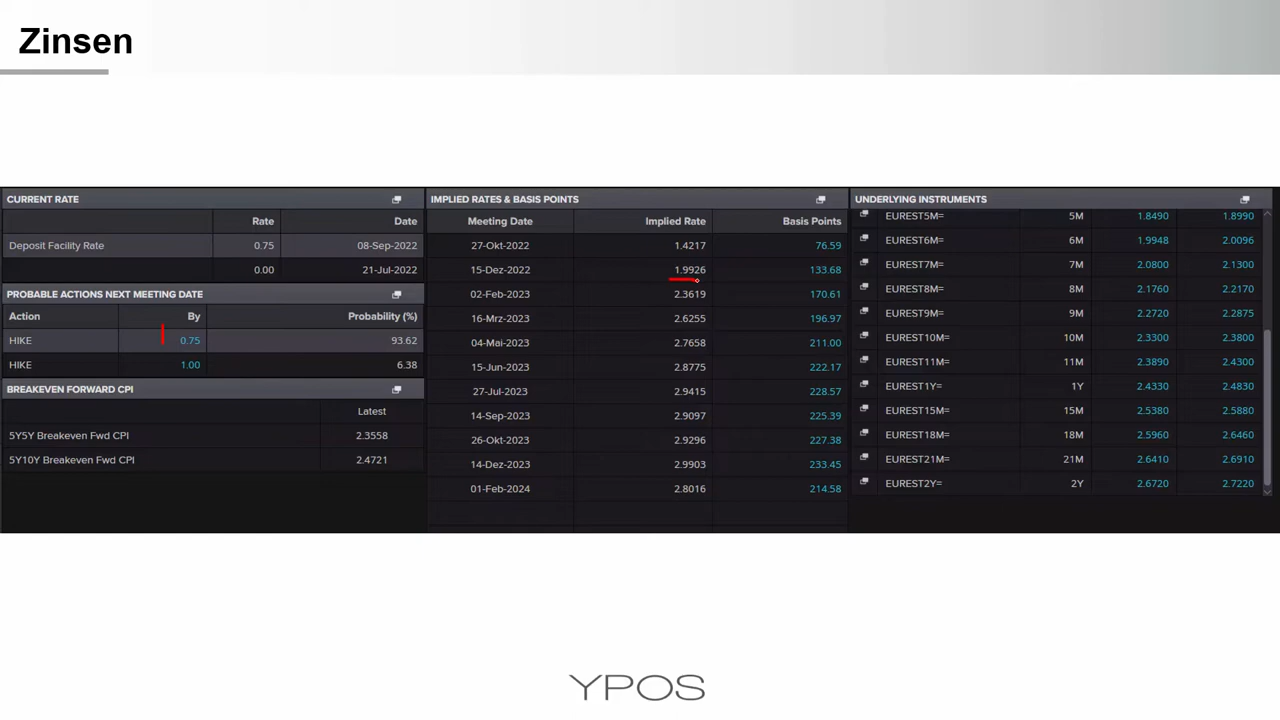 Zinsen
CURRENT RATE
Rate Date
Deposit Facility Rate 0.75 08-Sep-2022
0.00 21-Jul-2022
PROBABLE ACTIONS NEXT MEETING DATE
Action By Probability (%)
HIKE 0.75 93.62
HIKE 1.00 6.38
BREAKEVEN FORWARD CPI
Latest
5Y5Y Breakeven Fwd CPI 2.3558
5Y10Y Breakeven Fwd CPI 2.4721
IMPLIED RATES & BASIS POINTS
Meeting Date Implied Rate Basis Points
27-Okt-2022 1.4217 76.59
15-Dez-2022 1.9926 133.68
02-Feb-2023 2.3619 170.61
16-Mrz-2023 2.6255 196.97
04-Mai-2023 2.7658 211.00
15-Jun-2023 2.8775 222.17
27-Jul-2023 2.9415 228.57
14-Sep-2023 2.9097 225.39
26-Okt-2023 2.9296 227.38
14-Dez-2023 2.9903 233.45
01-Feb-2024 2.8016 214.58
UNDERLYING INSTRUMENTS
EUREST5M= 5M 1.8490 1.8990
EUREST6M= 6M 1.9948 2.0096
EUREST7M= 7M 2.0800 2.1300
EUREST8M= 8M 2.1760 2.2170
EUREST9M= 9M 2.2720 2.2875
EUREST10M= 10M 2.3300 2.3800
EUREST11M= 11M 2.3890 2.4300
EUREST1Y= 1Y 2.4330 2.4830
EUREST15M= 15M 2.5380 2.5880
EUREST18M= 18M 2.5960 2.6460
EUREST21M= 21M 2.6410 2.6910
EUREST2Y= 2Y 2.6720 2.7220
YPOS